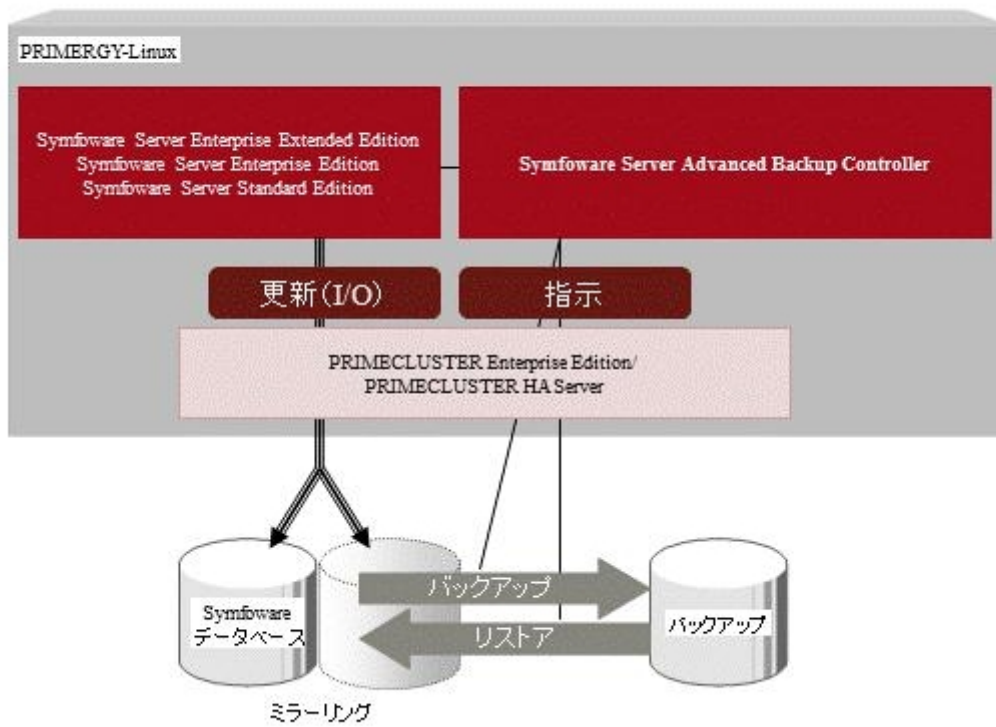 PRIMERGY-Linux
Symfoware Server Enterprise Extended Edition
Symfoware Server Enterprise Edition
Symfoware Server Standard Edition
Symfoware Server Advanced Backup Controller
更新(I/O)
指示
PRIMECLUSTER Enterprise Edition/
PRIMECLUSTER HA Server
バックアップ
リストア
Symfoware
データベース
バックアップ
ミラーリング